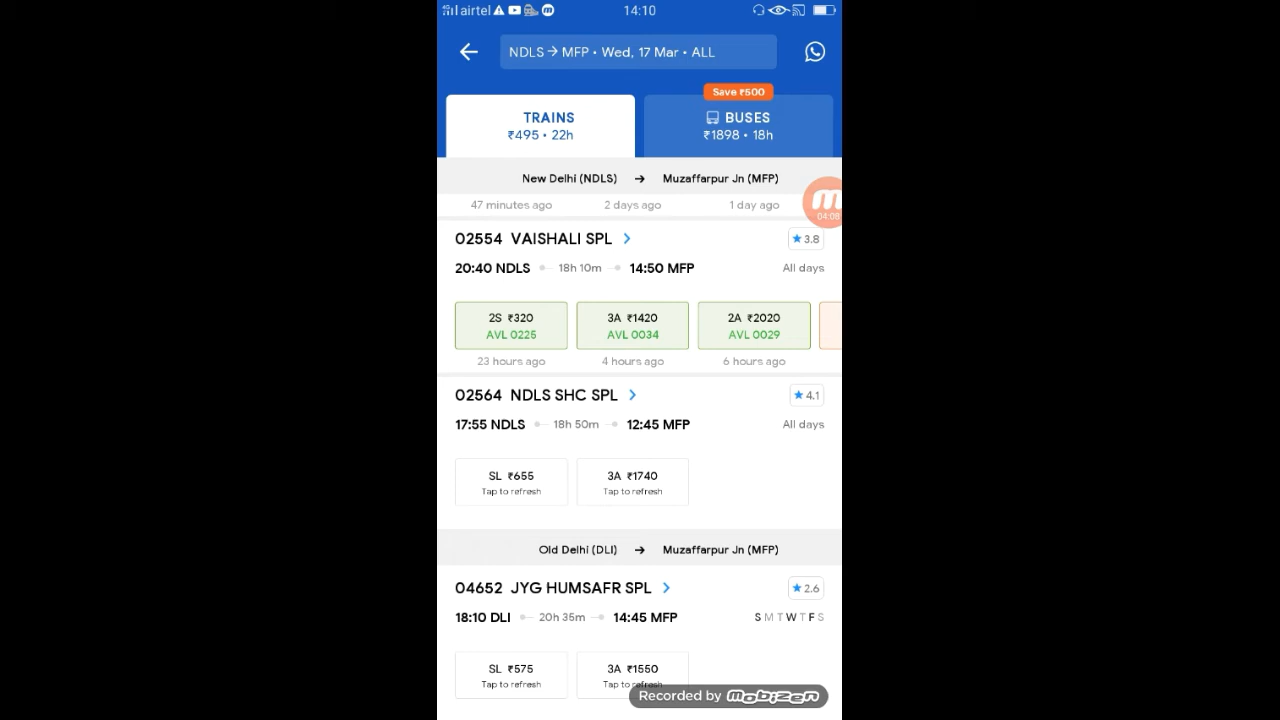 airtel 14:10
NDLS → MFP • Wed, 17 Mar • ALL
Save ₹500
TRAINS BUSES
₹495 • 22h ₹1898 • 18h
New Delhi (NDLS) → Muzaffarpur Jn (MFP)
47 minutes ago 2 days ago 1 day ago
04:08
02554 VAISHALI SPL > ★ 3.8
20:40 NDLS 18h 10m 14:50 MFP All days
2S ₹320 3A ₹1420 2A ₹2020
AVL 0225 AVL 0034 AVL 0029
23 hours ago 4 hours ago 6 hours ago
02564 NDLS SHC SPL > ★ 4.1
17:55 NDLS 18h 50m 12:45 MFP All days
SL ₹655 3A ₹1740
Tap to refresh Tap to refresh
Old Delhi (DLI) → Muzaffarpur Jn (MFP)
04652 JYG HUMSAFR SPL > ★ 2.6
18:10 DLI 20h 35m 14:45 MFP S M T W T F S
SL ₹575 3A ₹1550
Tap to refresh Tap to refresh
Recorded by mobizen